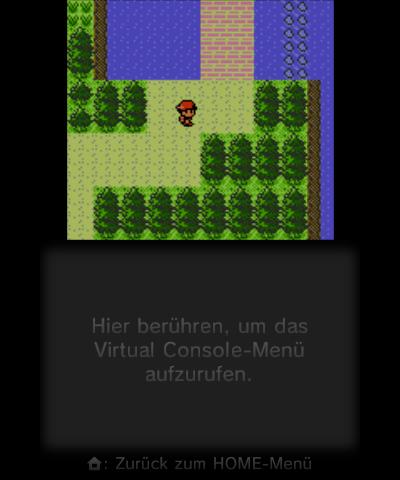 Hier berühren, um das
Virtual Console-Menü
aufzurufen.
: Zurück zum HOME-Menü